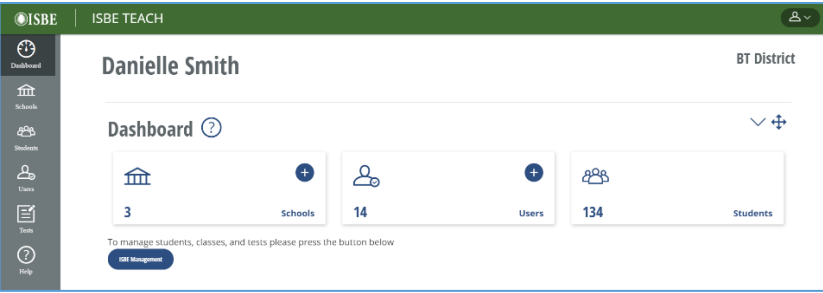 ISBE ISBE TEACH
Dashboard
Schools
Students
Users
Tests
Help
Danielle Smith
BT District
Dashboard ?
3 Schools
14 Users
134 Students
To manage students, classes, and tests please press the button below
ISBE Management